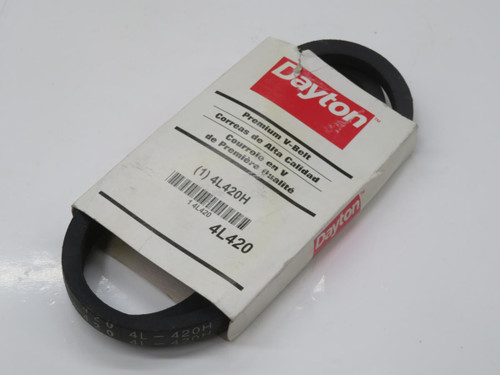 Dayton
Premium V-Belt
Correas de Alta Calidad
Courroie en V
de Première Qualité
(1) 4L420H
1 4L420
4L420
Dayton
4L-420H